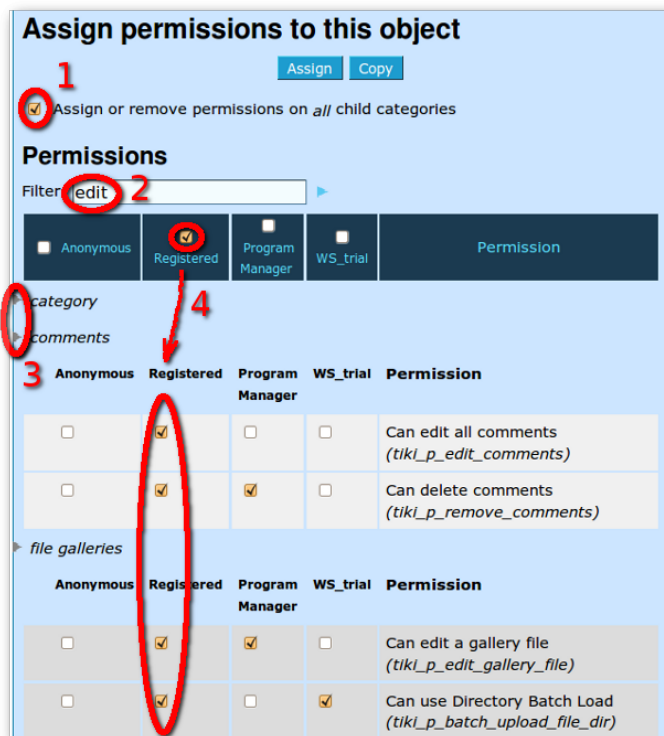 Assign permissions to this object
Assign Copy
1
Assign or remove permissions on all child categories
Permissions
Filter: edit 2
Anonymous Registered Program Manager WS_trial Permission
category 4
comments
3
Anonymous Registered Program Manager WS_trial Permission
Can edit all comments
(tiki_p_edit_comments)
Can delete comments
(tiki_p_remove_comments)
file galleries
Anonymous Registered Program Manager WS_trial Permission
Can edit a gallery file
(tiki_p_edit_gallery_file)
Can use Directory Batch Load
(tiki_p_batch_upload_file_dir)